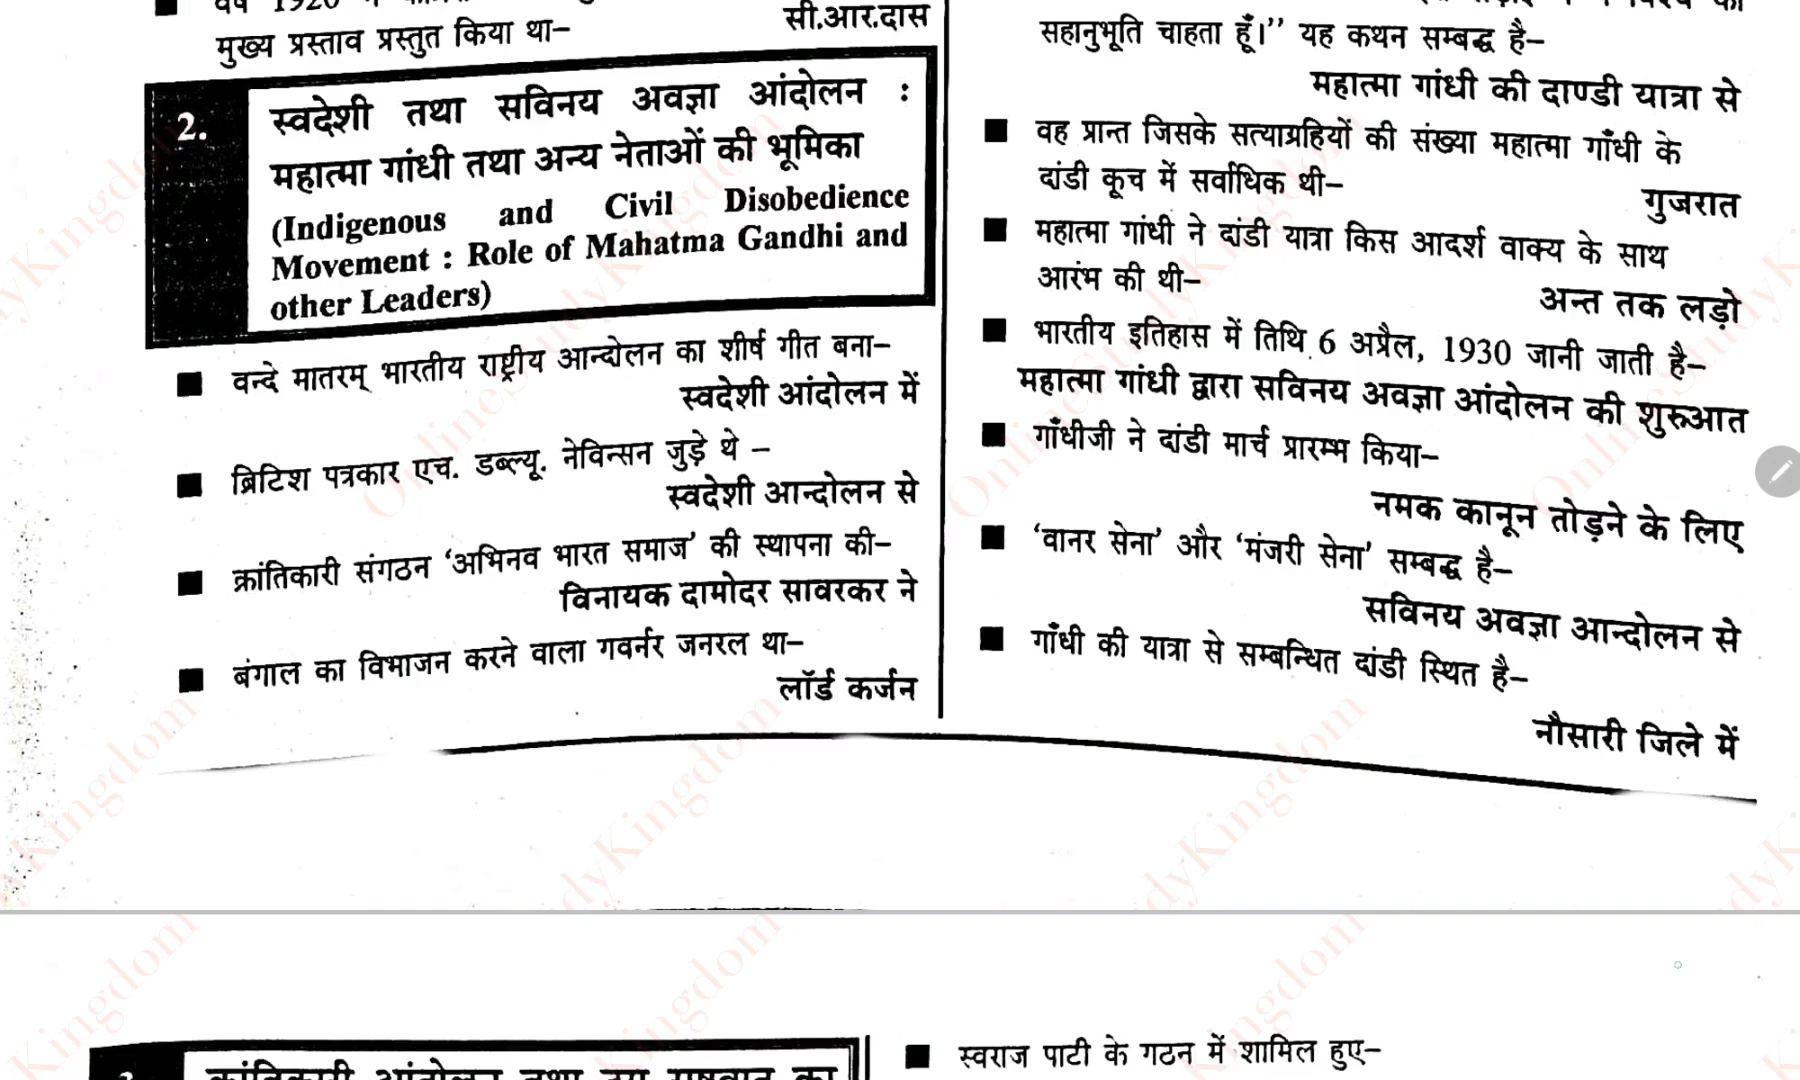 वर्ष 1920 में
मुख्य प्रस्ताव प्रस्तुत किया था–
सी.आर.दास
2.
स्वदेशी तथा सविनय अवज्ञा आंदोलन :
महात्मा गांधी तथा अन्य नेताओं की भूमिका
(Indigenous and Civil Disobedience
Movement : Role of Mahatma Gandhi and
other Leaders)
■ वन्दे मातरम् भारतीय राष्ट्रीय आन्दोलन का शीर्ष गीत बना–
स्वदेशी आंदोलन में
■ ब्रिटिश पत्रकार एच. डब्ल्यू. नेविन्सन जुड़े थे –
स्वदेशी आन्दोलन से
■ क्रांतिकारी संगठन ‘अभिनव भारत समाज’ की स्थापना की–
विनायक दामोदर सावरकर ने
■ बंगाल का विभाजन करने वाला गवर्नर जनरल था–
लॉर्ड कर्जन
सहानुभूति चाहता हूँ।’’ यह कथन सम्बद्ध है–
महात्मा गांधी की दाण्डी यात्रा से
■ वह प्रान्त जिसके सत्याग्रहियों की संख्या महात्मा गाँधी के
दांडी कूच में सर्वाधिक थी–
गुजरात
■ महात्मा गांधी ने दांडी यात्रा किस आदर्श वाक्य के साथ
आरंभ की थी–
अन्त तक लड़ो
■ भारतीय इतिहास में तिथि 6 अप्रैल, 1930 जानी जाती है–
महात्मा गांधी द्वारा सविनय अवज्ञा आंदोलन की शुरुआत
■ गाँधीजी ने दांडी मार्च प्रारम्भ किया–
नमक कानून तोड़ने के लिए
■ ‘वानर सेना’ और ‘मंजरी सेना’ सम्बद्ध है–
सविनय अवज्ञा आन्दोलन से
■ गाँधी की यात्रा से सम्बन्धित दांडी स्थित है–
नौसारी जिले में
क्रांतिकारी आंदोलन तथा
■ स्वराज पार्टी के गठन में शामिल हुए–
OnlineStudyKingdom